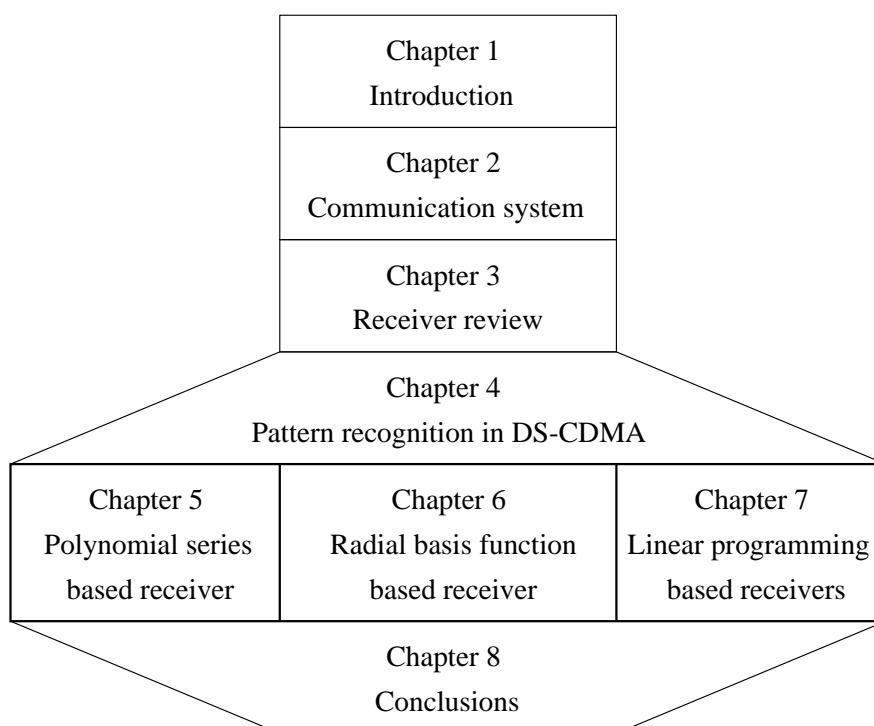 Chapter 1
Introduction
Chapter 2
Communication system
Chapter 3
Receiver review
Chapter 4
Pattern recognition in DS-CDMA
Chapter 5
Polynomial series
based receiver
Chapter 6
Radial basis function
based receiver
Chapter 7
Linear programming
based receivers
Chapter 8
Conclusions